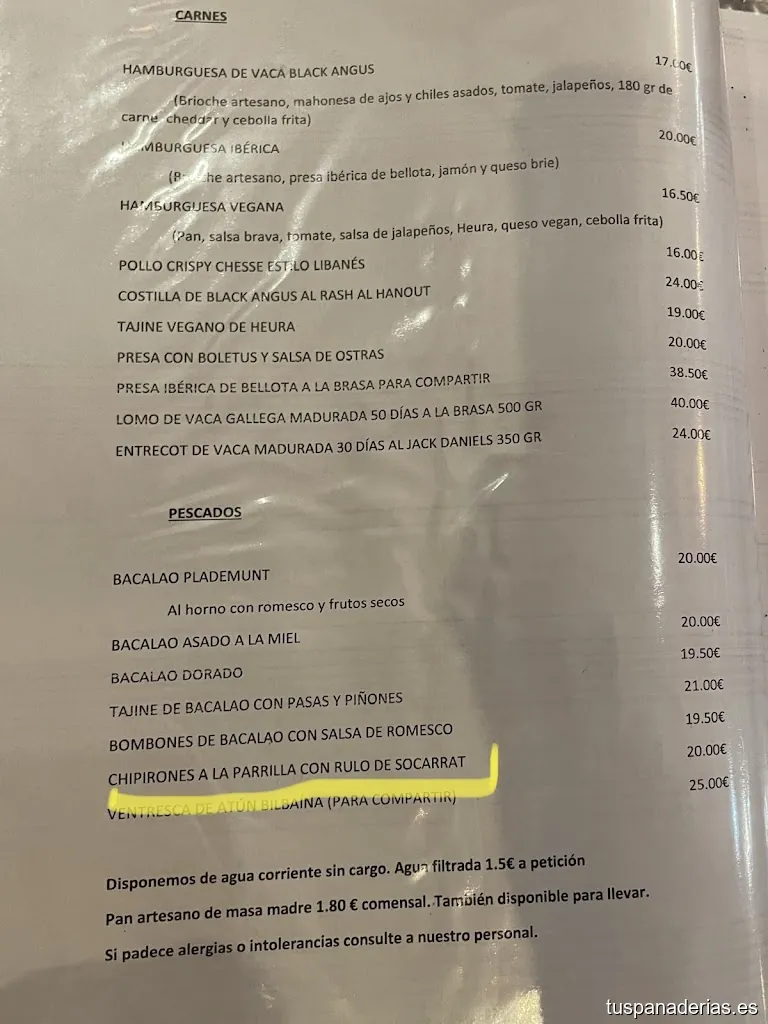 CARNES
HAMBURGUESA DE VACA BLACK ANGUS 17.00€
(Brioche artesano, mahonesa de ajos y chiles asados, tomate, jalapeños, 180 gr de
carne cheddar y cebolla frita)
HAMBURGUESA IBÉRICA 20.00€
(Brioche artesano, presa ibérica de bellota, jamón y queso brie)
HAMBURGUESA VEGANA 16.50€
(Pan, salsa brava, tomate, salsa de jalapeños, Heura, queso vegan, cebolla frita)
POLLO CRISPY CHESSE ESTILO LIBANÉS 16.00€
COSTILLA DE BLACK ANGUS AL RASH AL HANOUT 24.00€
TAJINE VEGANO DE HEURA 19.00€
PRESA CON BOLETUS Y SALSA DE OSTRAS 20.00€
PRESA IBÉRICA DE BELLOTA A LA BRASA PARA COMPARTIR 38.50€
LOMO DE VACA GALLEGA MADURADA 50 DÍAS A LA BRASA 500 GR 40.00€
ENTRECOT DE VACA MADURADA 30 DÍAS AL JACK DANIELS 350 GR 24.00€
PESCADOS
BACALAO PLADEMUNT 20.00€
Al horno con romesco y frutos secos
BACALAO ASADO A LA MIEL 20.00€
BACALAO DORADO 19.50€
TAJINE DE BACALAO CON PASAS Y PIÑONES 21.00€
BOMBONES DE BACALAO CON SALSA DE ROMESCO 19.50€
CHIPIRONES A LA PARRILLA CON RULO DE SOCARRAT 20.00€
VENTRESCA DE ATÚN BILBAINA (PARA COMPARTIR) 25.00€
Disponemos de agua corriente sin cargo. Agua filtrada 1.5€ a petición
Pan artesano de masa madre 1.80 € comensal. También disponible para llevar.
Si padece alergias o intolerancias consulte a nuestro personal.
tuspanaderias.es